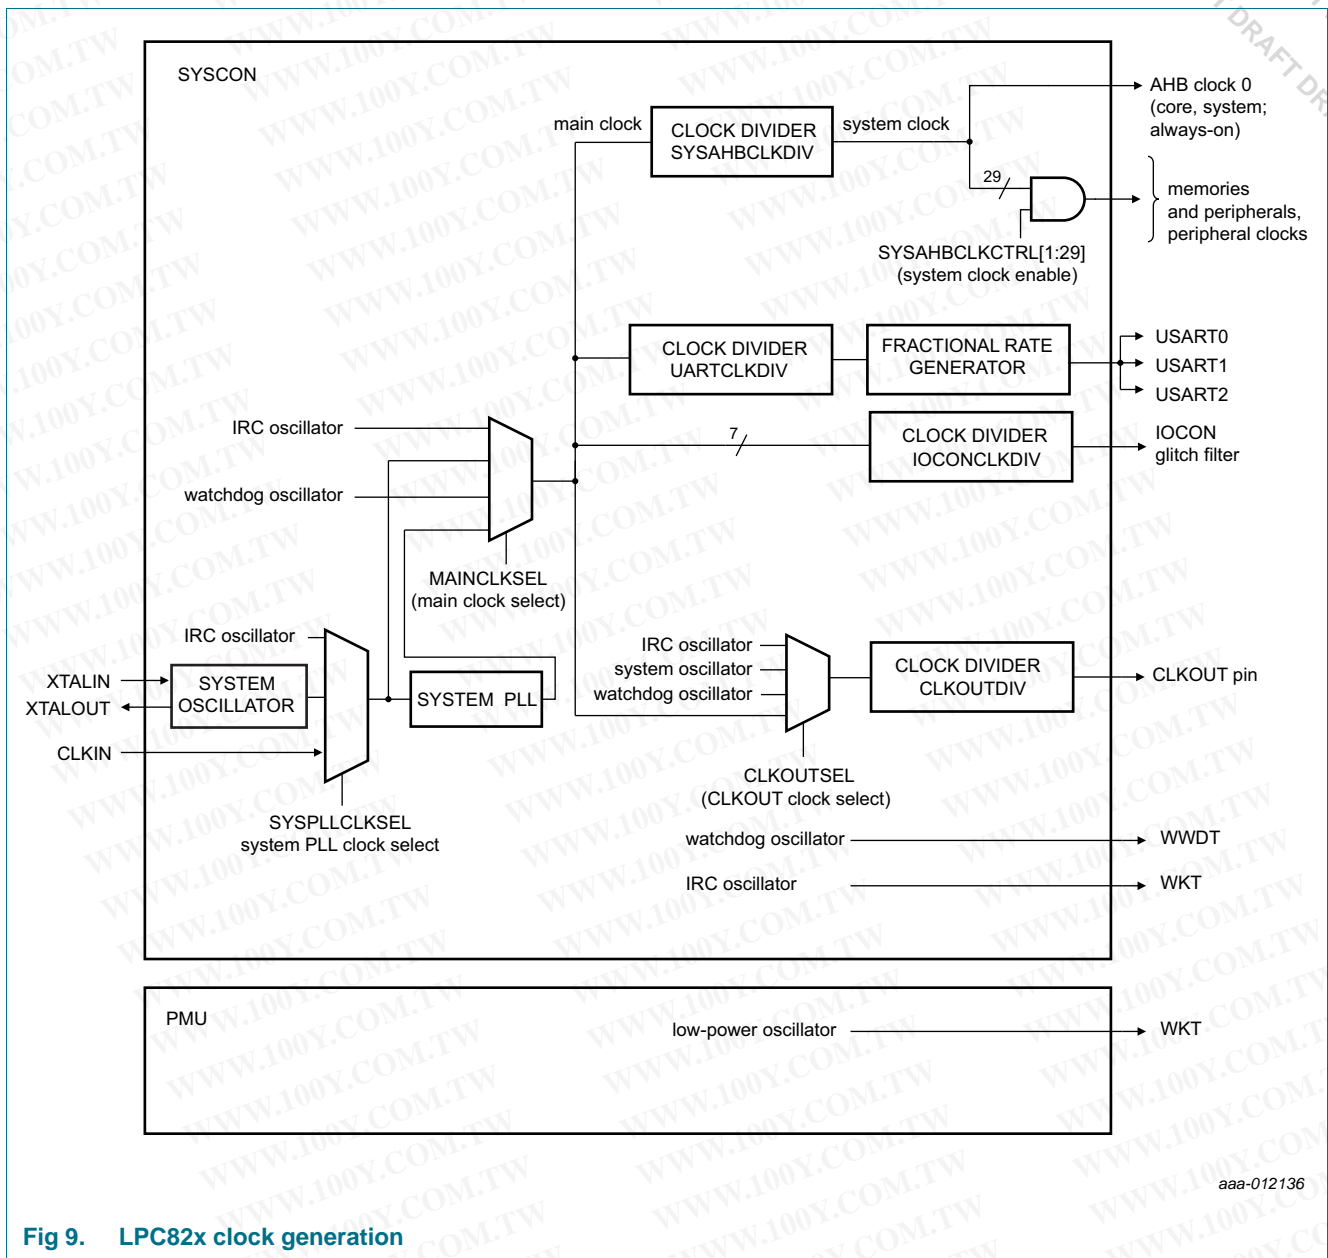 SYSCON
main clock
CLOCK DIVIDER
SYSAHBCLKDIV
system clock
AHB clock 0
(core, system;
always-on)
29
memories
and peripherals,
peripheral clocks
SYSAHBCLKCTRL[1:29]
(system clock enable)
CLOCK DIVIDER
UARTCLKDIV
FRACTIONAL RATE
GENERATOR
USART0
USART1
USART2
IRC oscillator
7
CLOCK DIVIDER
IOCONCLKDIV
IOCON
glitch filter
watchdog oscillator
MAINCLKSEL
(main clock select)
IRC oscillator
XTALIN
XTALOUT
SYSTEM
OSCILLATOR
SYSTEM PLL
CLKIN
SYSPLLCLKSEL
system PLL clock select
IRC oscillator
system oscillator
watchdog oscillator
CLOCK DIVIDER
CLKOUTDIV
CLKOUT pin
CLKOUTSEL
(CLKOUT clock select)
watchdog oscillator
WWDT
IRC oscillator
WKT
PMU
low-power oscillator
WKT
aaa-012136
Fig 9. LPC82x clock generation
WWW.100Y.COM.TW
DRAFT